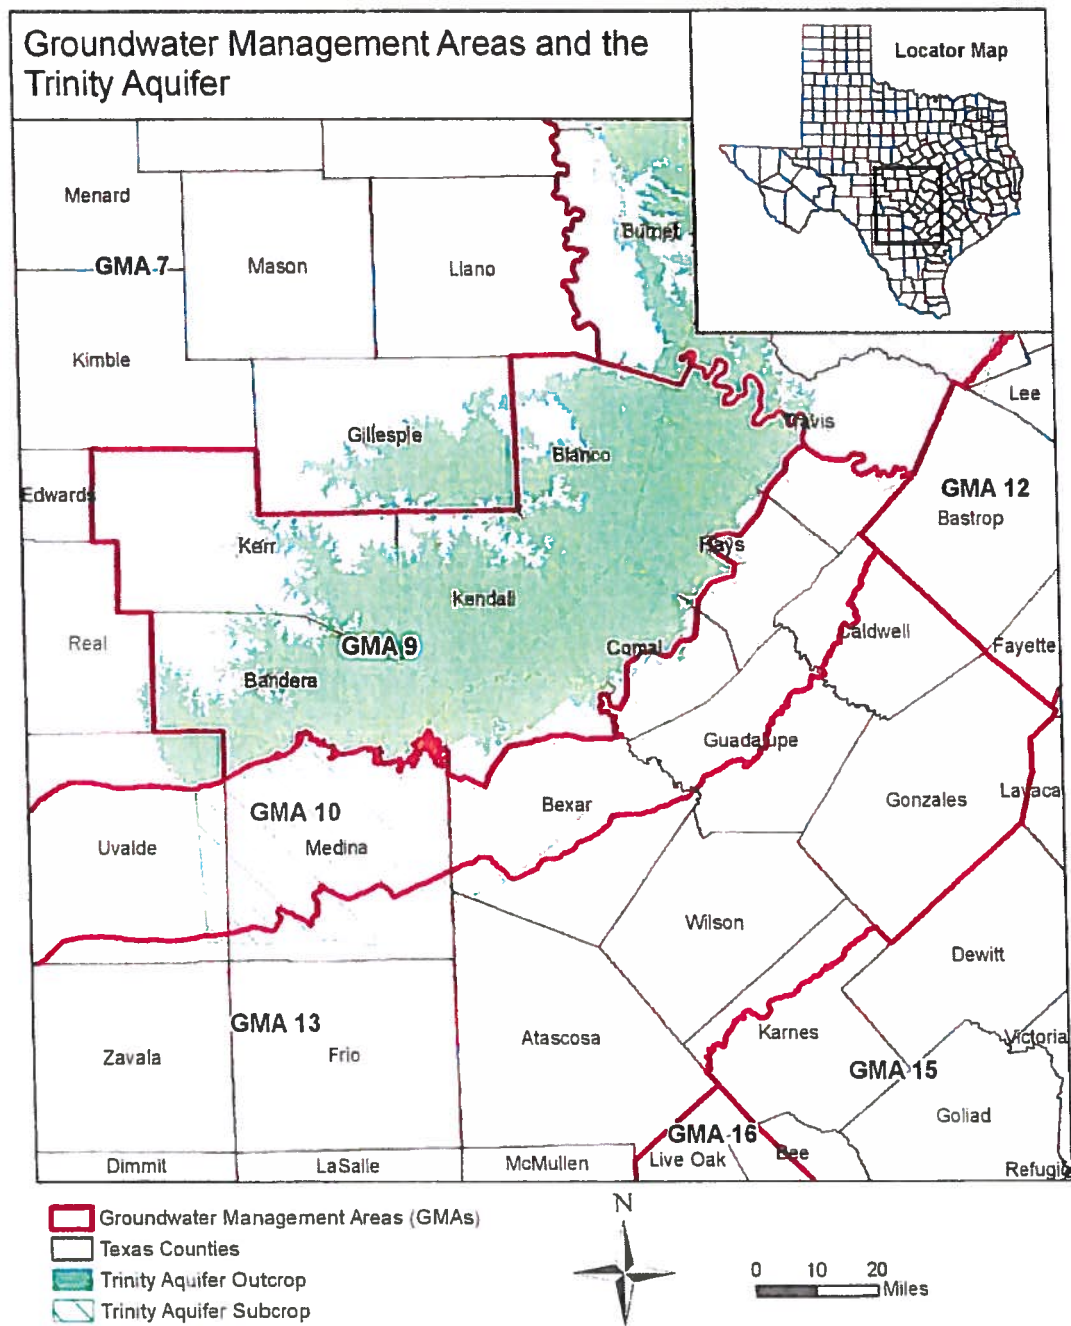 Groundwater Management Areas and the
Trinity Aquifer
Locator Map
Menard
Burnet
GMA 7
Mason
Llano
Kimble
Lee
Travis
Gillespie
Blanco
Edwards
GMA 12
Bastrop
Kerr
Hays
Kendall
Real
GMA 9
Comal
Caldwell
Fayette
Bandera
Guadalupe
GMA 10
Bexar
Gonzales
Lavaca
Uvalde
Medina
Wilson
Dewitt
GMA 13
Zavala
Frio
Atascosa
Karnes
Victoria
GMA 15
Goliad
GMA 16
Dimmit
LaSalle
McMullen
Live Oak
Bee
Refugio
Groundwater Management Areas (GMAs)
Texas Counties
Trinity Aquifer Outcrop
Trinity Aquifer Subcrop
N
0 10 20
Miles